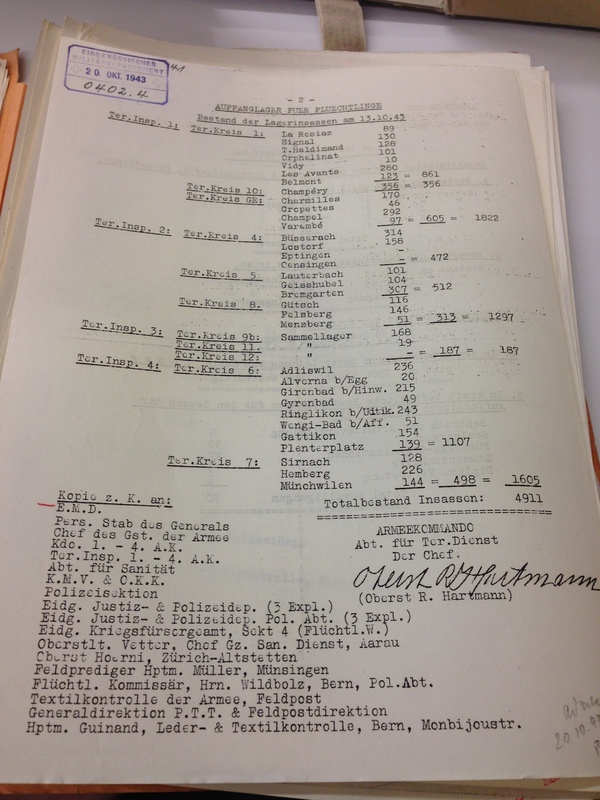 EIDGENÖSSISCHES
MILITÄRDEPARTEMENT
20. OKT. 1943
0402.4
41
- 2 -
AUFFANGLAGER FUER FLUECHTLINGE
Bestand der Lagerinsassen am 13.10.43
Ter.Insp. 1: Ter.Kreis 1: La Rosiaz 89
Signal 130
T.Haldimand 128
Orphelinat 101
Vidy 10
Les Avants 280
Belmont 123 = 861
Ter.Kreis 10: Champéry 356 = 356
Ter.Kreis GE: Charmilles 170
Cropettes 46
Champel 292
Varembé 97 = 605 = 1822
Ter.Insp. 2: Ter.Kreis 4: Büsserach 314
Lostorf 158
Eptingen
Oensingen - = 472
Ter.Kreis 5. Lauterbach 101
Geisshubel 104
Bremgarten 307 = 512
Ter.Kreis 8. Gütsch 116
Felsberg 146
Menzberg 51 = 313 = 1297
Ter.Insp. 3: Ter.Kreis 9b: Sammellager 168
Ter.Kreis 11. " 19
Ter.Kreis 12: " - = 187 = 187
Ter.Insp. 4: Ter.Kreis 6: Adliswil 236
Alverna b/Egg 20
Girenbad b/Hinw. 215
Gyrenbad 49
Ringlikon b/Uitik. 243
Wengi-Bad b/Aff. 51
Gattikon 154
Plenterplatz 139 = 1107
Ter.Kreis 7: Sirnach 128
Hemberg 226
Münchwilen 144 = 498 = 1605
Totalbestand Insassen: 4911
Kopie z. K. an:
E.M.D.
Pers. Stab des Generals
Chef des Gst. der Armee
Kdo. 1. - 4. A.K.
Ter.Insp. 1. - 4. A.K.
Abt. für Sanität
K.M.V. & O.K.K.
Polizeisektion
Eidg. Justiz- & Polizeidep. (3 Expl.)
Eidg. Justiz- & Polizeidep. Pol. Abt. (3 Expl.)
Eidg. Kriegsfürsorgeamt, Sekt 4 (Flüchtl.W.)
Oberstlt. Vetter, Chef Gz. San. Dienst, Aarau
Oberst Hoerni, Zürich-Altstetten
Feldprediger Hptm. Müller, Münsingen
Flüchtl. Kommissär, Hrn. Wildbolz, Bern, Pol.Abt.
Textilkontrolle der Armee, Feldpost
Generaldirektion P.T.T. & Feldpostdirektion
Hptm. Guinand, Leder- & Textilkontrolle, Bern, Monbijoustr.
ARMEEKOMMANDO
Abt. für Ter.Dienst
Der Chef.
Oberst R Hartmann
(Oberst R. Hartmann)